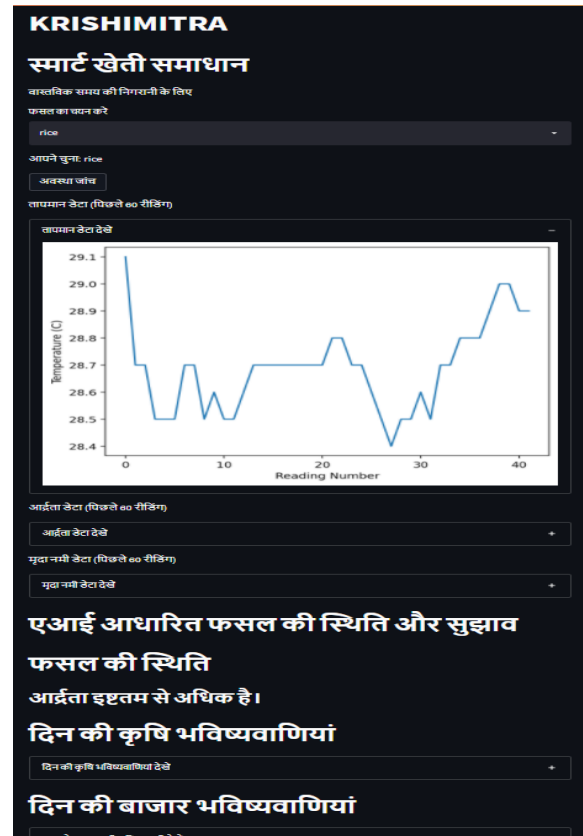 KRISHIMITRA
स्मार्ट खेती समाधान
वास्तविक समय की निगरानी के लिए
फसल का चयन करे
rice
आपने चुना: rice
अवस्था जांच
तापमान डेटा (पिछले 60 रीडिंग)
तापमान डेटा देखे
29.1
29.0
28.9
28.8
28.7
28.6
28.5
28.4
Temperature (C)
0 10 20 30 40
Reading Number
आर्द्रता डेटा (पिछले 60 रीडिंग)
आर्द्रता डेटा देखे
मृदा नमी डेटा (पिछले 60 रीडिंग)
मृदा नमी डेटा देखे
एआई आधारित फसल की स्थिति और सुझाव
फसल की स्थिति
आर्द्रता इष्टतम से अधिक है।
दिन की कृषि भविष्यवाणियां
दिन की कृषि भविष्यवाणियां देखे
दिन की बाजार भविष्यवाणियां